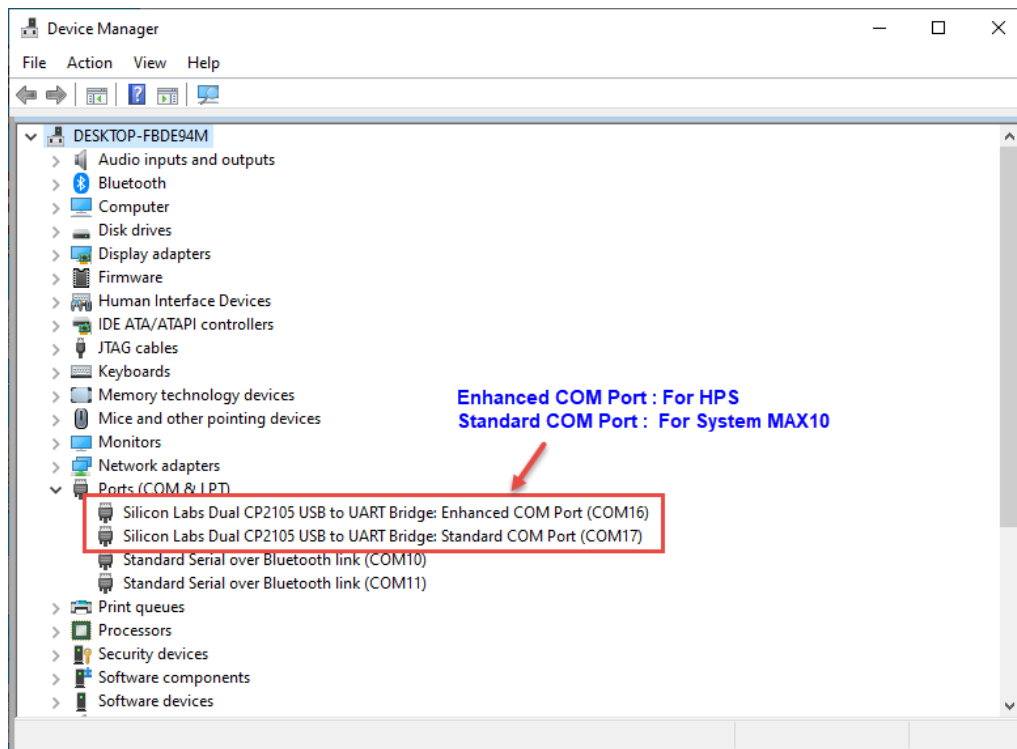 Device Manager
File Action View Help
DESKTOP-FBDE94M
Audio inputs and outputs
Bluetooth
Computer
Disk drives
Display adapters
Firmware
Human Interface Devices
IDE ATA/ATAPI controllers
JTAG cables
Keyboards
Memory technology devices
Enhanced COM Port : For HPS
Mice and other pointing devices
Standard COM Port : For System MAX10
Monitors
Network adapters
Ports (COM & LPT)
Silicon Labs Dual CP2105 USB to UART Bridge: Enhanced COM Port (COM16)
Silicon Labs Dual CP2105 USB to UART Bridge: Standard COM Port (COM17)
Standard Serial over Bluetooth link (COM10)
Standard Serial over Bluetooth link (COM11)
Print queues
Processors
Security devices
Software components
Software devices